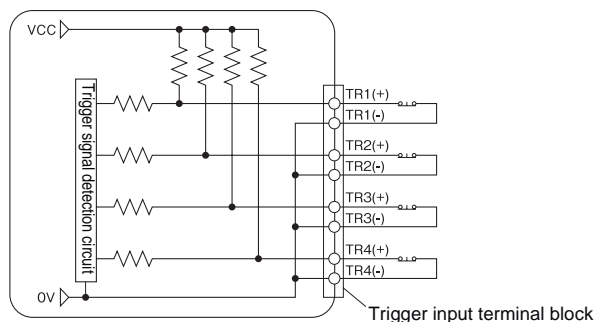 VCC
Trigger signal detection circuit
0V
TR1(+)
TR1(-)
TR2(+)
TR2(-)
TR3(+)
TR3(-)
TR4(+)
TR4(-)
Trigger input terminal block